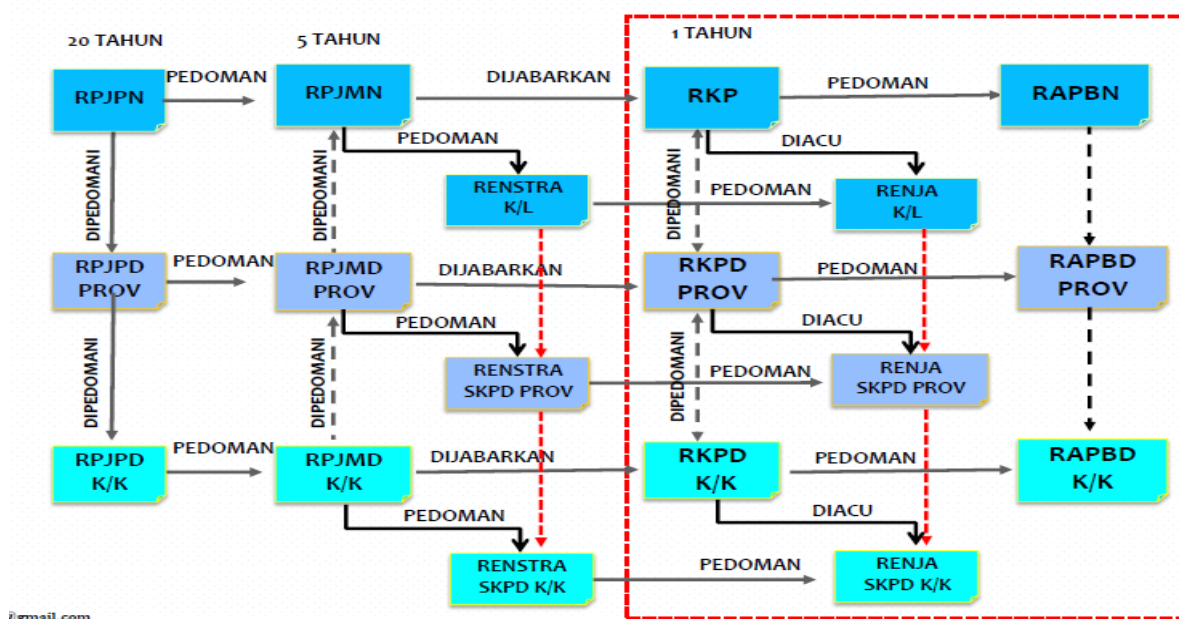 20 TAHUN
5 TAHUN
1 TAHUN
RPJPN
PEDOMAN
RPJMN
DIJABARKAN
RKP
PEDOMAN
RAPBN
DIPEDOMANI
DIPEDOMANI
PEDOMAN
DIPEDOMANI
DIACU
RENSTRA
K/L
PEDOMAN
RENJA
K/L
RPJPD
PROV
PEDOMAN
RPJMD
PROV
DIJABARKAN
RKPD
PROV
PEDOMAN
RAPBD
PROV
DIPEDOMANI
DIPEDOMANI
PEDOMAN
DIPEDOMANI
DIACU
RENSTRA
SKPD PROV
PEDOMAN
RENJA
SKPD PROV
RPJPD
K/K
PEDOMAN
RPJMD
K/K
DIJABARKAN
RKPD
K/K
PEDOMAN
RAPBD
K/K
PEDOMAN
DIACU
RENSTRA
SKPD K/K
PEDOMAN
RENJA
SKPD K/K
@gmail.com